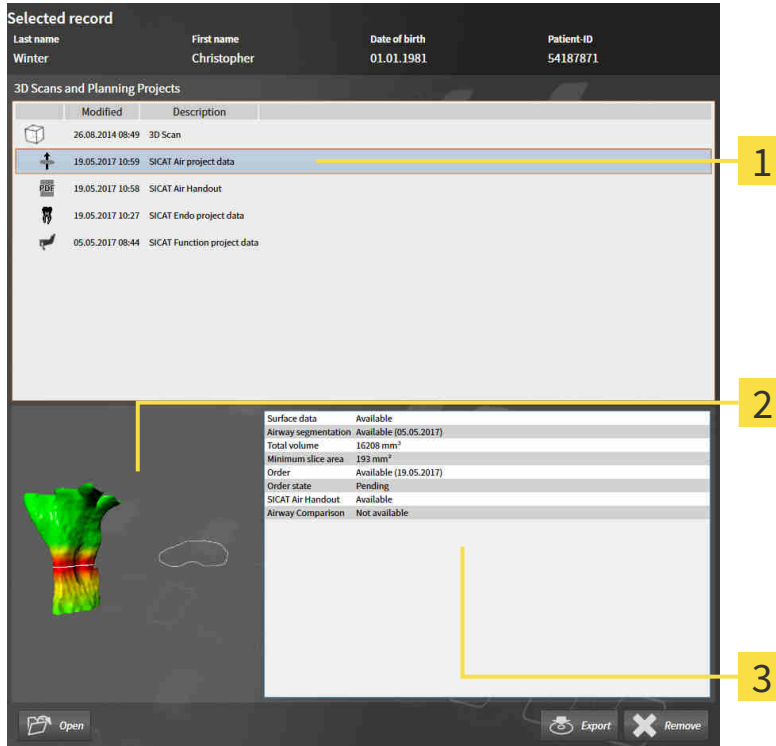 Selected record
Last name First name Date of birth Patient-ID
Winter Christopher 01.01.1981 54187871
3D Scans and Planning Projects
Modified Description
26.08.2014 08:49 3D Scan
19.05.2017 10:59 SICAT Air project data
1
PDF 19.05.2017 10:58 SICAT Air Handout
19.05.2017 10:27 SICAT Endo project data
05.05.2017 08:44 SICAT Function project data
2
Surface data Available
Airway segmentation Available (05.05.2017)
Total volume 16208 mm³
Minimum slice area 193 mm²
Order Available (19.05.2017)
Order state Pending
SICAT Air Handout Available
Airway Comparison Not available
3
Open Export Remove